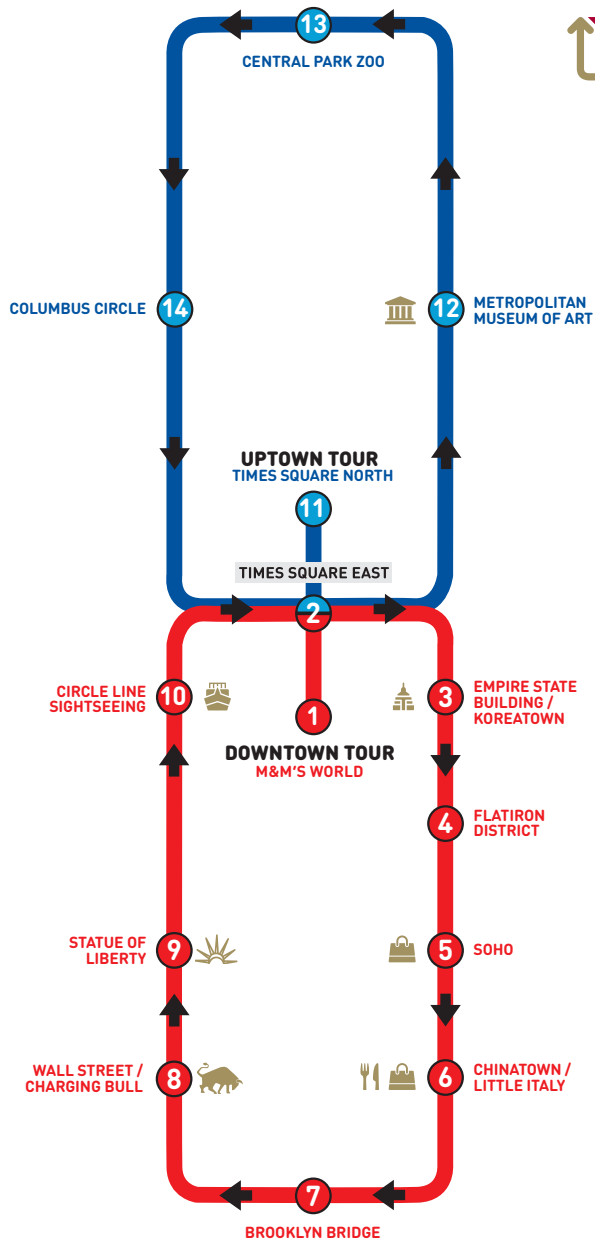 13
CENTRAL PARK ZOO
COLUMBUS CIRCLE
14
12
METROPOLITAN
MUSEUM OF ART
UPTOWN TOUR
TIMES SQUARE NORTH
11
TIMES SQUARE EAST
2
CIRCLE LINE
SIGHTSEEING
10
1
DOWNTOWN TOUR
M&M'S WORLD
3
EMPIRE STATE
BUILDING /
KOREATOWN
4
FLATIRON
DISTRICT
STATUE OF
LIBERTY
9
5
SOHO
WALL STREET /
CHARGING BULL
8
6
CHINATOWN /
LITTLE ITALY
7
BROOKLYN BRIDGE